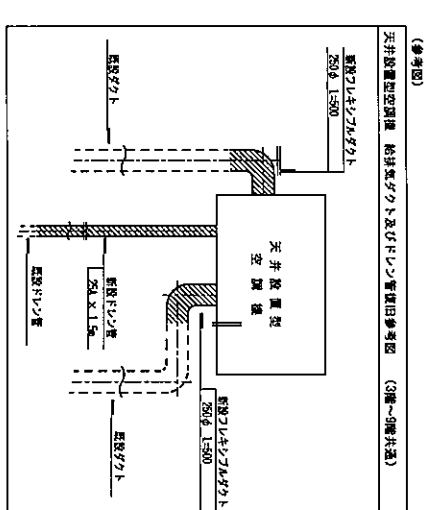 (参考図)
天井設置型空調機 給排気ダクト及びドレン管復旧参考図 (3階~9階共通)
新設フレキシブルダクト
250φ L=500
既設ダクト
天井設置型
空調機
新設ドレン管
25A × 1.5m
既設ドレン管
新設フレキシブルダクト
250φ L=500
既設ダクト